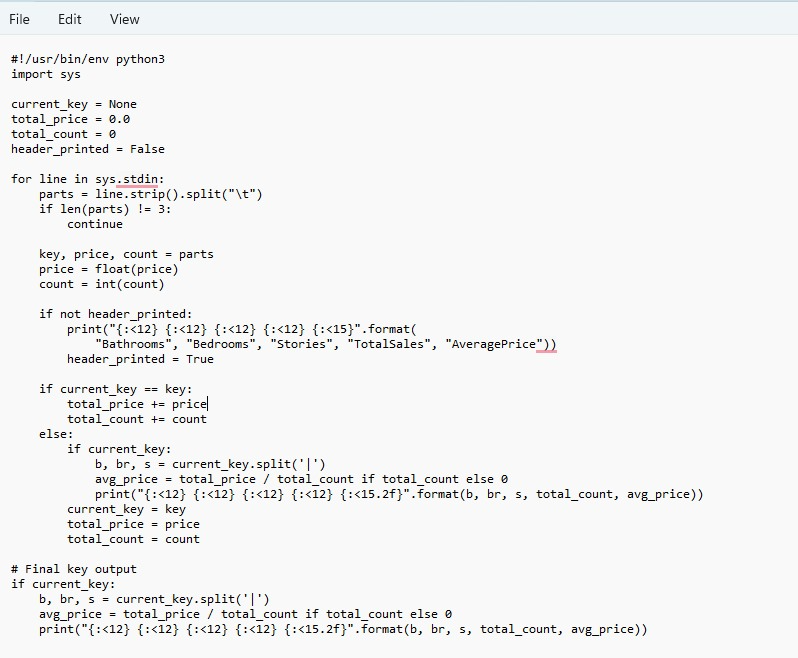 File Edit View
#!/usr/bin/env python3
import sys
current_key = None
total_price = 0.0
total_count = 0
header_printed = False
for line in sys.stdin:
    parts = line.strip().split("\t")
    if len(parts) != 3:
        continue
    key, price, count = parts
    price = float(price)
    count = int(count)
    if not header_printed:
        print("{:<12} {:<12} {:<12} {:<12} {:<15}".format(
            "Bathrooms", "Bedrooms", "Stories", "TotalSales", "AveragePrice"))
        header_printed = True
    if current_key == key:
        total_price += price
        total_count += count
    else:
        if current_key:
            b, br, s = current_key.split('|')
            avg_price = total_price / total_count if total_count else 0
            print("{:<12} {:<12} {:<12} {:<12} {:<15.2f}".format(b, br, s, total_count, avg_price))
        current_key = key
        total_price = price
        total_count = count
# Final key output
if current_key:
    b, br, s = current_key.split('|')
    avg_price = total_price / total_count if total_count else 0
    print("{:<12} {:<12} {:<12} {:<12} {:<15.2f}".format(b, br, s, total_count, avg_price))